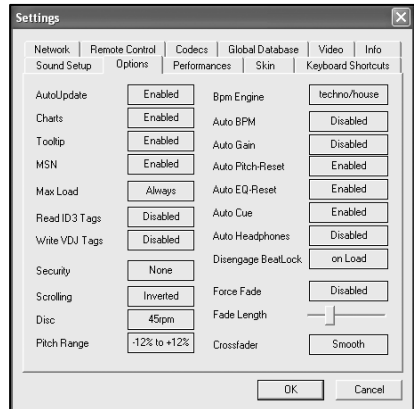 Settings
Network Remote Control Codecs Global Database Video Info
Sound Setup Options Performances Skin Keyboard Shortcuts
AutoUpdate Enabled
Charts Enabled
Tooltip Enabled
MSN Enabled
Max Load Always
Read ID3 Tags Disabled
Write VDJ Tags Disabled
Security None
Scrolling Inverted
Disc 45rpm
Pitch Range -12% to +12%
Bpm Engine techno/house
Auto BPM Disabled
Auto Gain Disabled
Auto Pitch-Reset Enabled
Auto EQ-Reset Enabled
Auto Cue Enabled
Auto Headphones Disabled
Disengage BeatLock on Load
Force Fade Disabled
Fade Length
Crossfader Smooth
OK Cancel